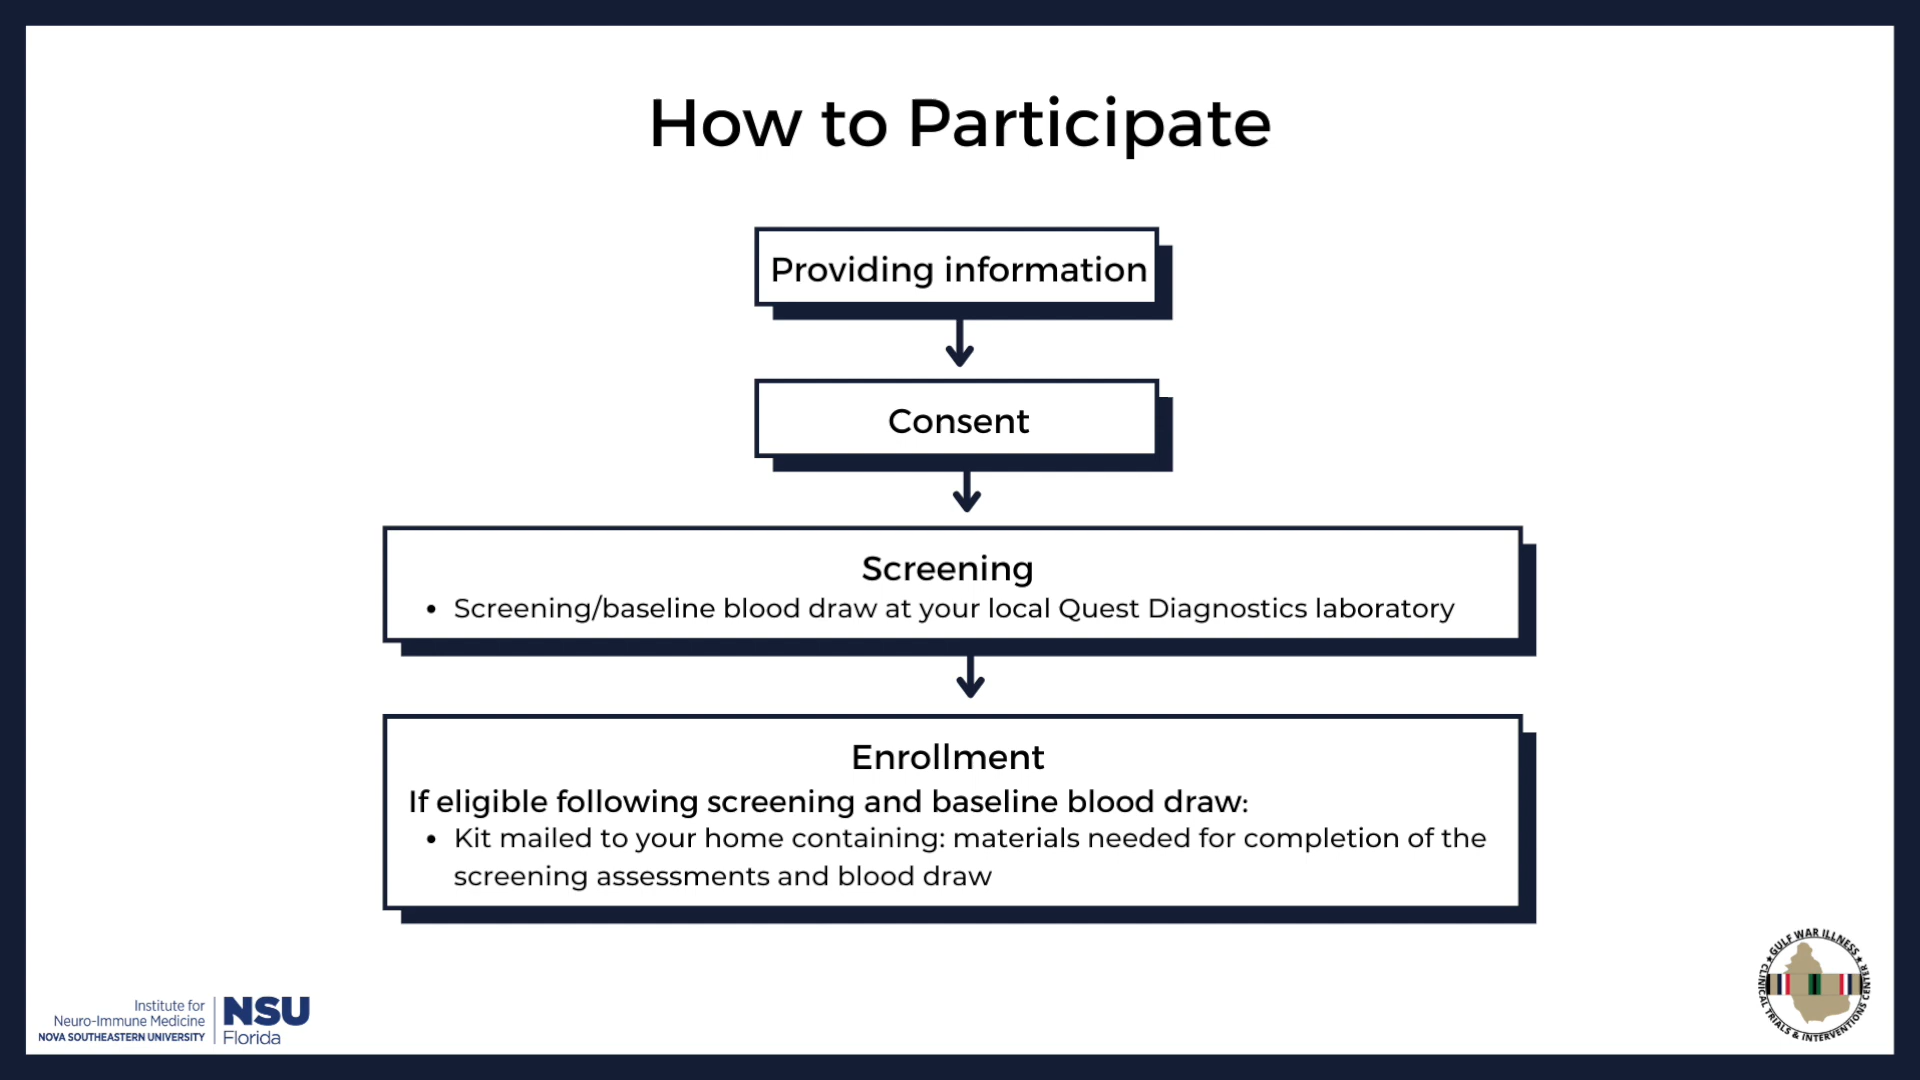 How to Participate
Providing information
Consent
Screening
• Screening/baseline blood draw at your local Quest Diagnostics laboratory
Enrollment
If eligible following screening and baseline blood draw:
• Kit mailed to your home containing: materials needed for completion of the
screening assessments and blood draw
Institute for
Neuro-Immune Medicine
NOVA SOUTHEASTERN UNIVERSITY
NSU
Florida
★ GULF WAR ILLNESS ★
CLINICAL TRIALS & INTERVENTIONS CENTER